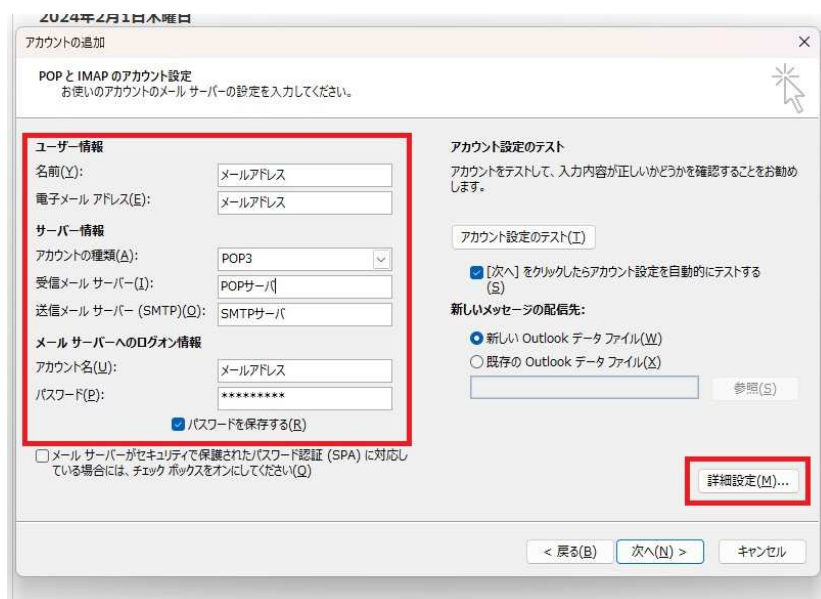 2024年2月1日木曜日
アカウントの追加
POP と IMAP のアカウント設定
お使いのアカウントのメール サーバーの設定を入力してください。
ユーザー情報
名前(Y):
メールアドレス
電子メール アドレス(E):
メールアドレス
サーバー情報
アカウントの種類(A):
POP3
受信メール サーバー(I):
POPサーバ
送信メール サーバー (SMTP)(O):
SMTPサーバ
メール サーバーへのログオン情報
アカウント名(U):
メールアドレス
パスワード(P):
*********
パスワードを保存する(R)
メール サーバーがセキュリティで保護されたパスワード認証 (SPA) に対応し
ている場合には、チェック ボックスをオンにしてください(Q)
アカウント設定のテスト
アカウントをテストして、入力内容が正しいかどうかを確認することをお勧め
します。
アカウント設定のテスト(T)
[次へ] をクリックしたらアカウント設定を自動的にテストする
(S)
新しいメッセージの配信先:
新しい Outlook データ ファイル(W)
既存の Outlook データ ファイル(X)
参照(S)
詳細設定(M)...
< 戻る(B)
次へ(N) >
キャンセル